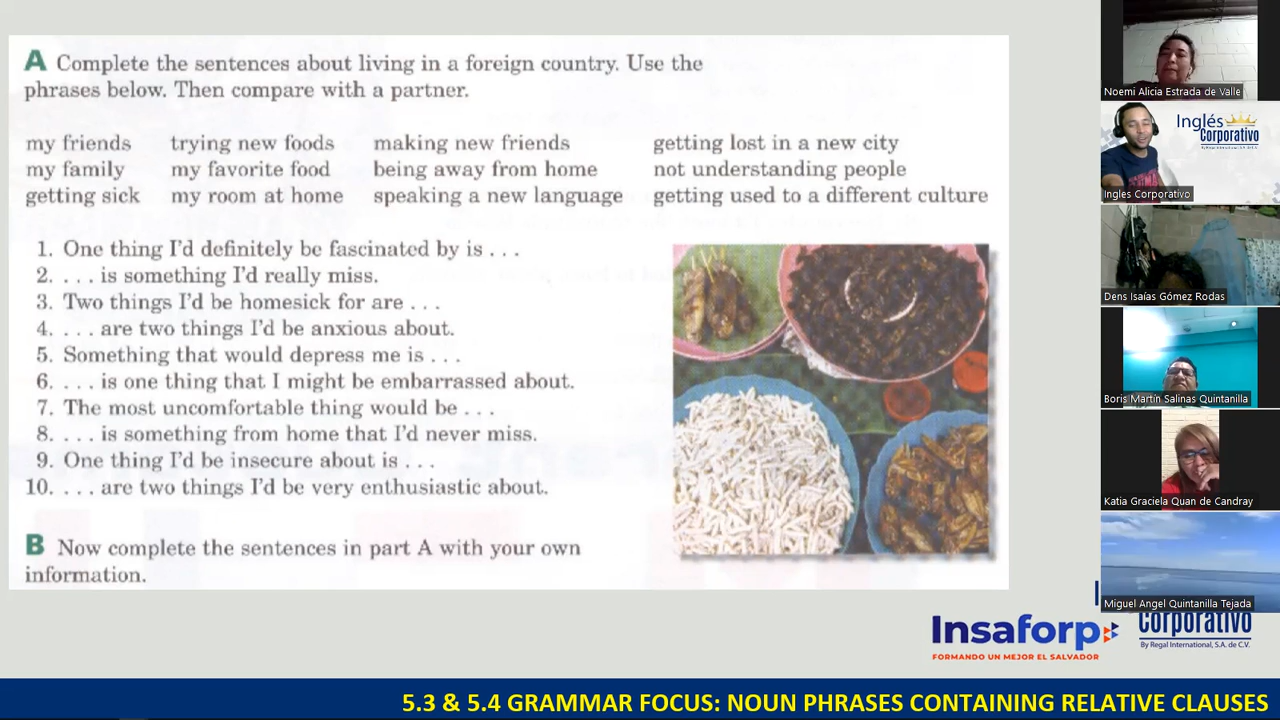 A Complete the sentences about living in a foreign country. Use the
phrases below. Then compare with a partner.
my friends trying new foods making new friends getting lost in a new city
my family my favorite food being away from home not understanding people
getting sick my room at home speaking a new language getting used to a different culture
1. One thing I'd definitely be fascinated by is . . .
2. . . . is something I'd really miss.
3. Two things I'd be homesick for are . . .
4. . . . are two things I'd be anxious about.
5. Something that would depress me is . . .
6. . . . is one thing that I might be embarrassed about.
7. The most uncomfortable thing would be . . .
8. . . . is something from home that I'd never miss.
9. One thing I'd be insecure about is . . .
10. . . . are two things I'd be very enthusiastic about.
B Now complete the sentences in part A with your own
information.
Noemi Alicia Estrada de Valle
Inglés
Corporativo
By Regal International, S.A. de C.V.
Ingles Corporativo
Dens Isaías Gómez Rodas
Boris Martín Salinas Quintanilla
Katia Graciela Quan de Candray
Miguel Angel Quintanilla Tejada
Insaforp
FORMANDO UN MEJOR EL SALVADOR
Corporativo
By Regal International, S.A. de C.V.
5.3 & 5.4 GRAMMAR FOCUS: NOUN PHRASES CONTAINING RELATIVE CLAUSES